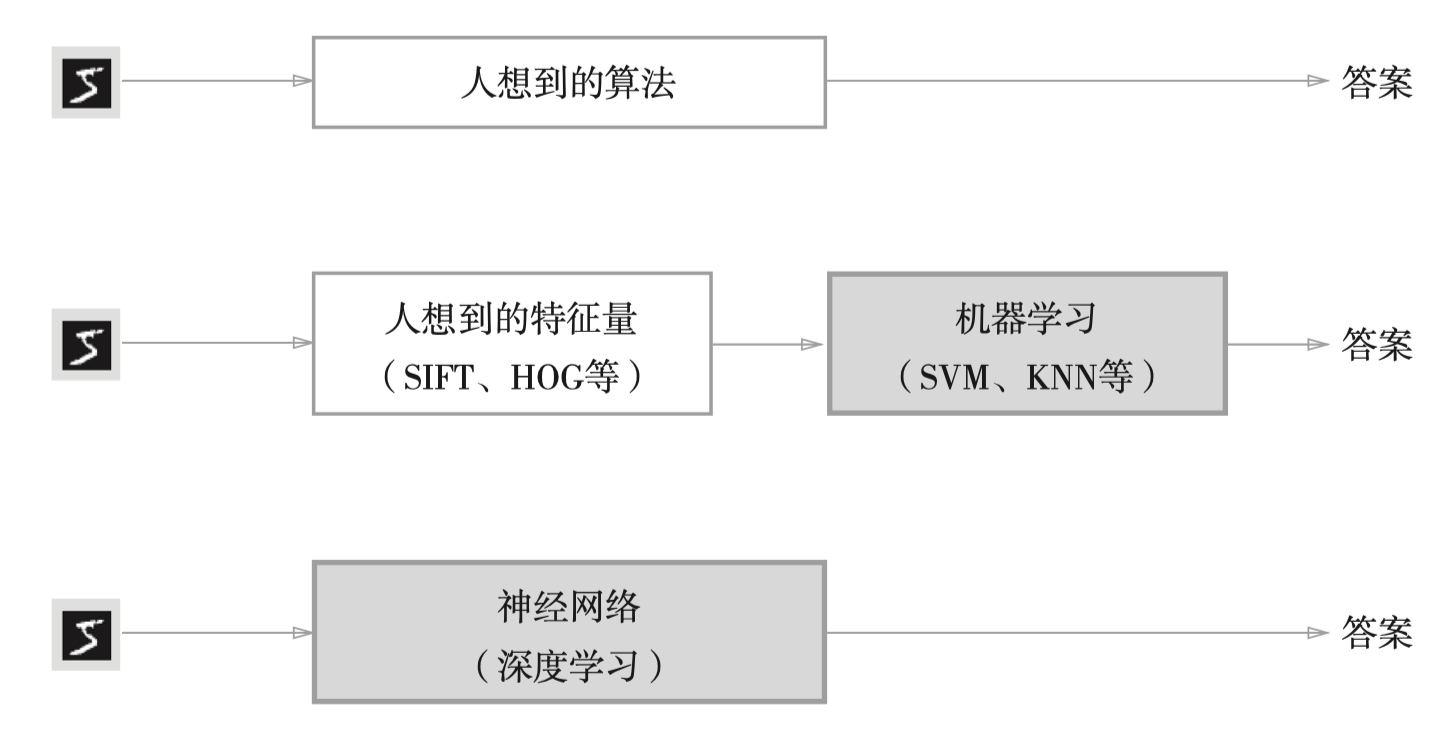 5
人想到的算法
答案
5
人想到的特征量
（SIFT、HOG等）
机器学习
（SVM、KNN等）
答案
5
神经网络
（深度学习）
答案